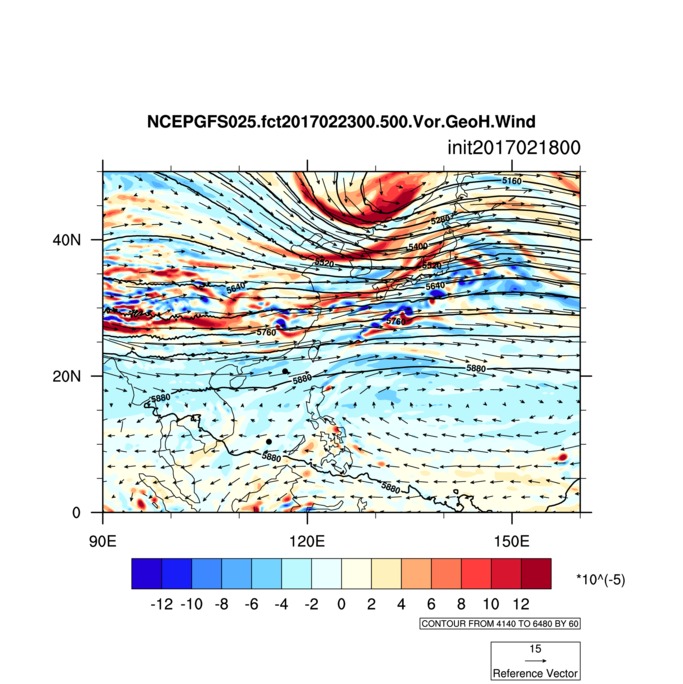 NCEPGFS025.fct2017022300.500.Vor.GeoH.Wind
init2017021800
5160
5280
40N
5400
5520
5520
5640
5640
5760
5760
20N
5880
5880
5880
5880
5880
0
90E 120E 150E
-12 -10 -8 -6 -4 -2 0 2 4 6 8 10 12
*10^(-5)
CONTOUR FROM 4140 TO 6480 BY 60
15
Reference Vector